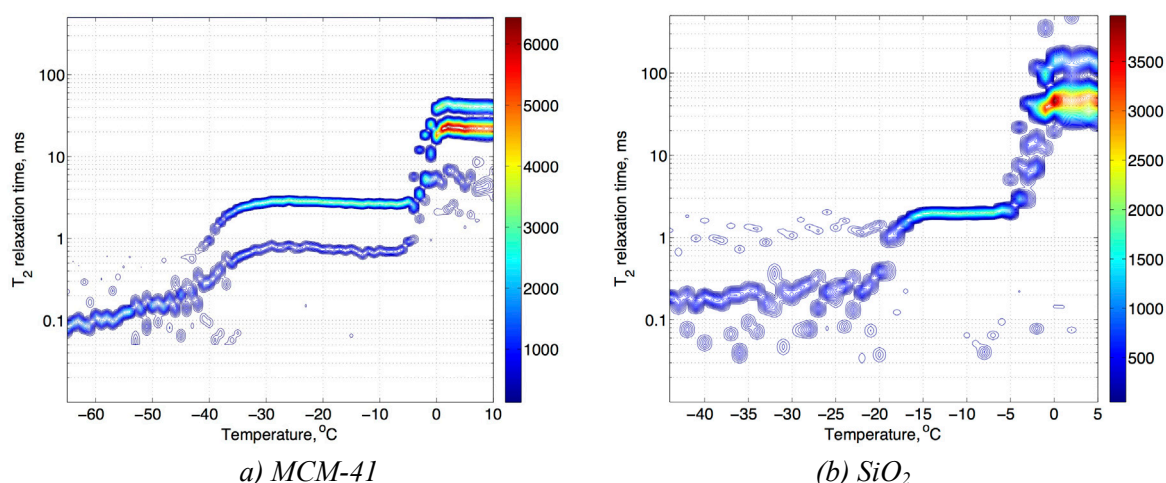 100
10
1
0.1
T2 relaxation time, ms
−60 −50 −40 −30 −20 −10 0 10
Temperature, oC
6000
5000
4000
3000
2000
1000
a) MCM-41
100
10
1
0.1
T2 relaxation time, ms
−40 −35 −30 −25 −20 −15 −10 −5 0 5
Temperature, oC
3500
3000
2500
2000
1500
1000
500
(b) SiO2